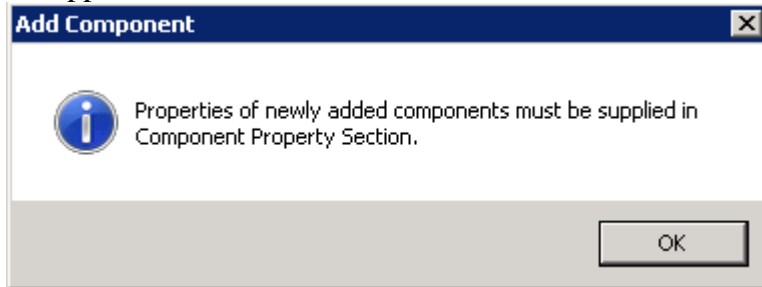 Add Component
Properties of newly added components must be supplied in
Component Property Section.
OK